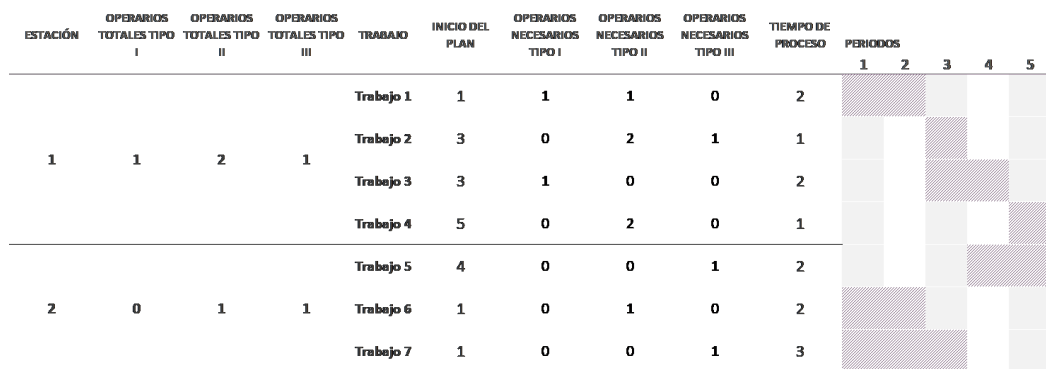 ESTACIÓN OPERARIOS TOTALES TIPO I OPERARIOS TOTALES TIPO II OPERARIOS TOTALES TIPO III TRABAJO INICIO DEL PLAN OPERARIOS NECESARIOS TIPO I OPERARIOS NECESARIOS TIPO II OPERARIOS NECESARIOS TIPO III TIEMPO DE PROCESO PERIODOS
1 2 3 4 5
Trabajo 1 1 1 1 0 2
Trabajo 2 3 0 2 1 1
1 1 2 1
Trabajo 3 3 1 0 0 2
Trabajo 4 5 0 2 0 1
Trabajo 5 4 0 0 1 2
2 0 1 1 Trabajo 6 1 0 1 0 2
Trabajo 7 1 0 0 1 3